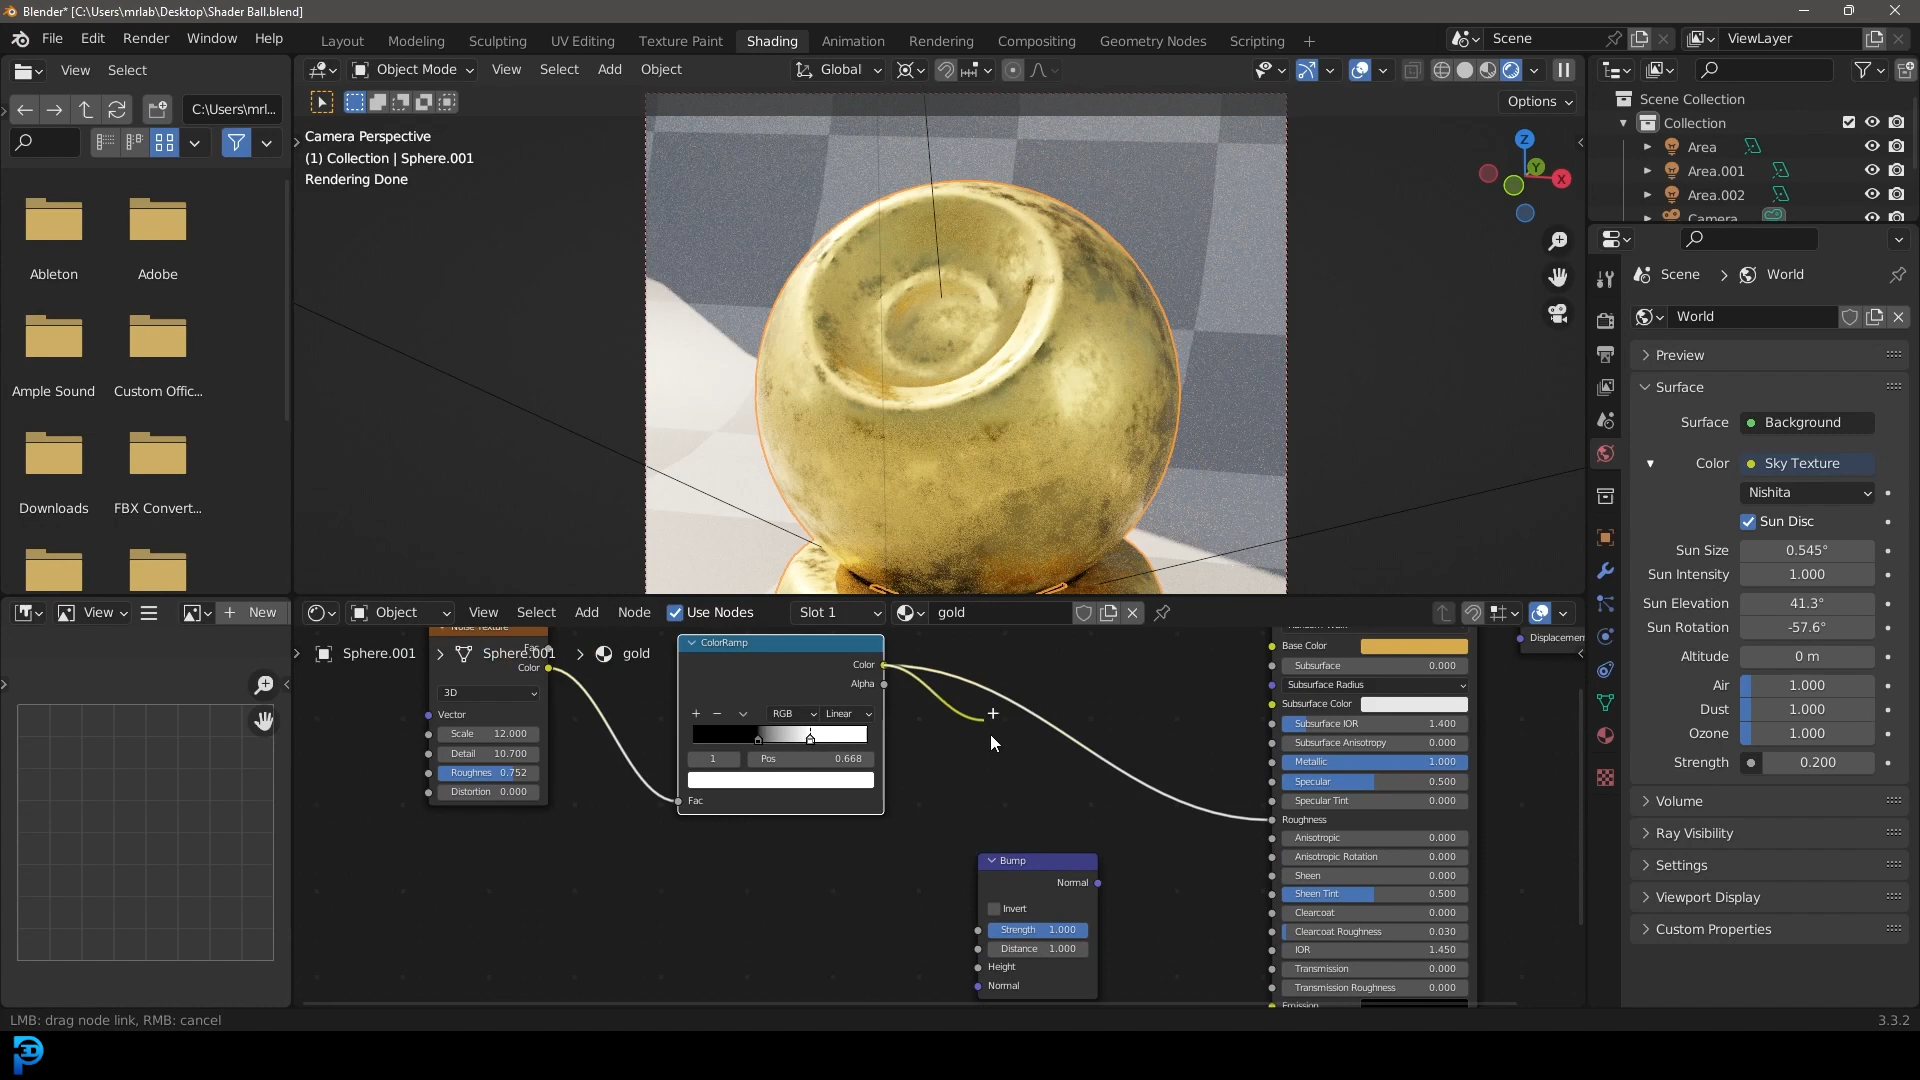 Blender* [C:\Users\mrlab\Desktop\Shader Ball.blend]
File Edit Render Window Help
Layout Modeling Sculpting UV Editing Texture Paint Shading Animation Rendering Compositing Geometry Nodes Scripting +
Scene
ViewLayer
View Select
Object Mode View Select Add Object
Global
C:\Users\mrl...
Options
Camera Perspective
(1) Collection | Sphere.001
Rendering Done
Z
Y
X
Scene Collection
Collection
Area
Area.001
Area.002
Camera
Ableton
Adobe
Ample Sound
Custom Offic...
Downloads
FBX Convert...
Scene > World
World
Preview
Surface
Surface Background
Color Sky Texture
Nishita
Sun Disc
Sun Size 0.545°
Sun Intensity 1.000
Sun Elevation 41.3°
Sun Rotation -57.6°
Altitude 0 m
Air 1.000
Dust 1.000
Ozone 1.000
Strength 0.200
Volume
Ray Visibility
Settings
Viewport Display
Custom Properties
View
+ New
Object View Select Add Node Use Nodes Slot 1 gold
Sphere.001 > Sphere.001 > gold
Noise Texture
Fac
Color
3D
Vector
Scale 12.000
Detail 10.700
Roughnes 0.752
Distortion 0.000
ColorRamp
Color
Alpha
RGB Linear
1 Pos 0.668
Fac
Bump
Normal
Invert
Strength 1.000
Distance 1.000
Height
Normal
Random Walk
Base Color
Subsurface 0.000
Subsurface Radius
Subsurface Color
Subsurface IOR 1.400
Subsurface Anisotropy 0.000
Metallic 1.000
Specular 0.500
Specular Tint 0.000
Roughness
Anisotropic 0.000
Anisotropic Rotation 0.000
Sheen 0.000
Sheen Tint 0.500
Clearcoat 0.000
Clearcoat Roughness 0.030
IOR 1.450
Transmission 0.000
Transmission Roughness 0.000
Emission
Displacemen
LMB: drag node link, RMB: cancel
3.3.2